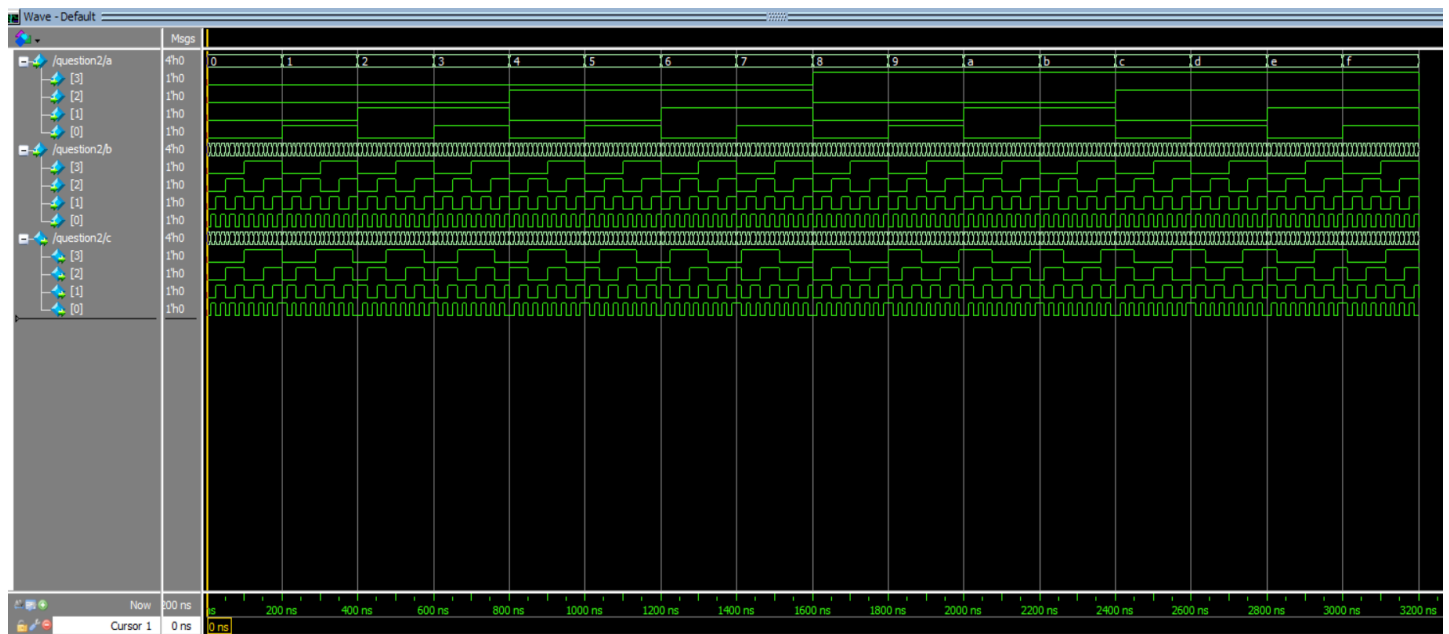 Wave - Default
Msgs
/question2/a 4'h0 0 1 2 3 4 5 6 7 8 9 a b c d e f
[3] 1'h0
[2] 1'h0
[1] 1'h0
[0] 1'h0
/question2/b 4'h0
[3] 1'h0
[2] 1'h0
[1] 1'h0
[0] 1'h0
/question2/c 4'h0
[3] 1'h0
[2] 1'h0
[1] 1'h0
[0] 1'h0
Now 200 ns ns 200 ns 400 ns 600 ns 800 ns 1000 ns 1200 ns 1400 ns 1600 ns 1800 ns 2000 ns 2200 ns 2400 ns 2600 ns 2800 ns 3000 ns 3200 ns
Cursor 1 0 ns 0 ns